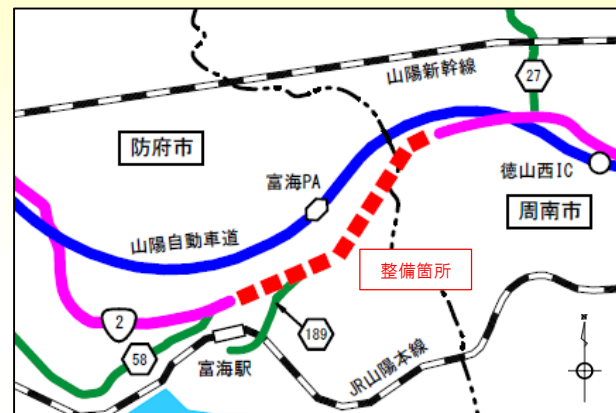 山陽新幹線
27
防府市
徳山西IC
富海PA
周南市
山陽自動車道
整備箇所
2
189
58
富海駅
JR山陽本線